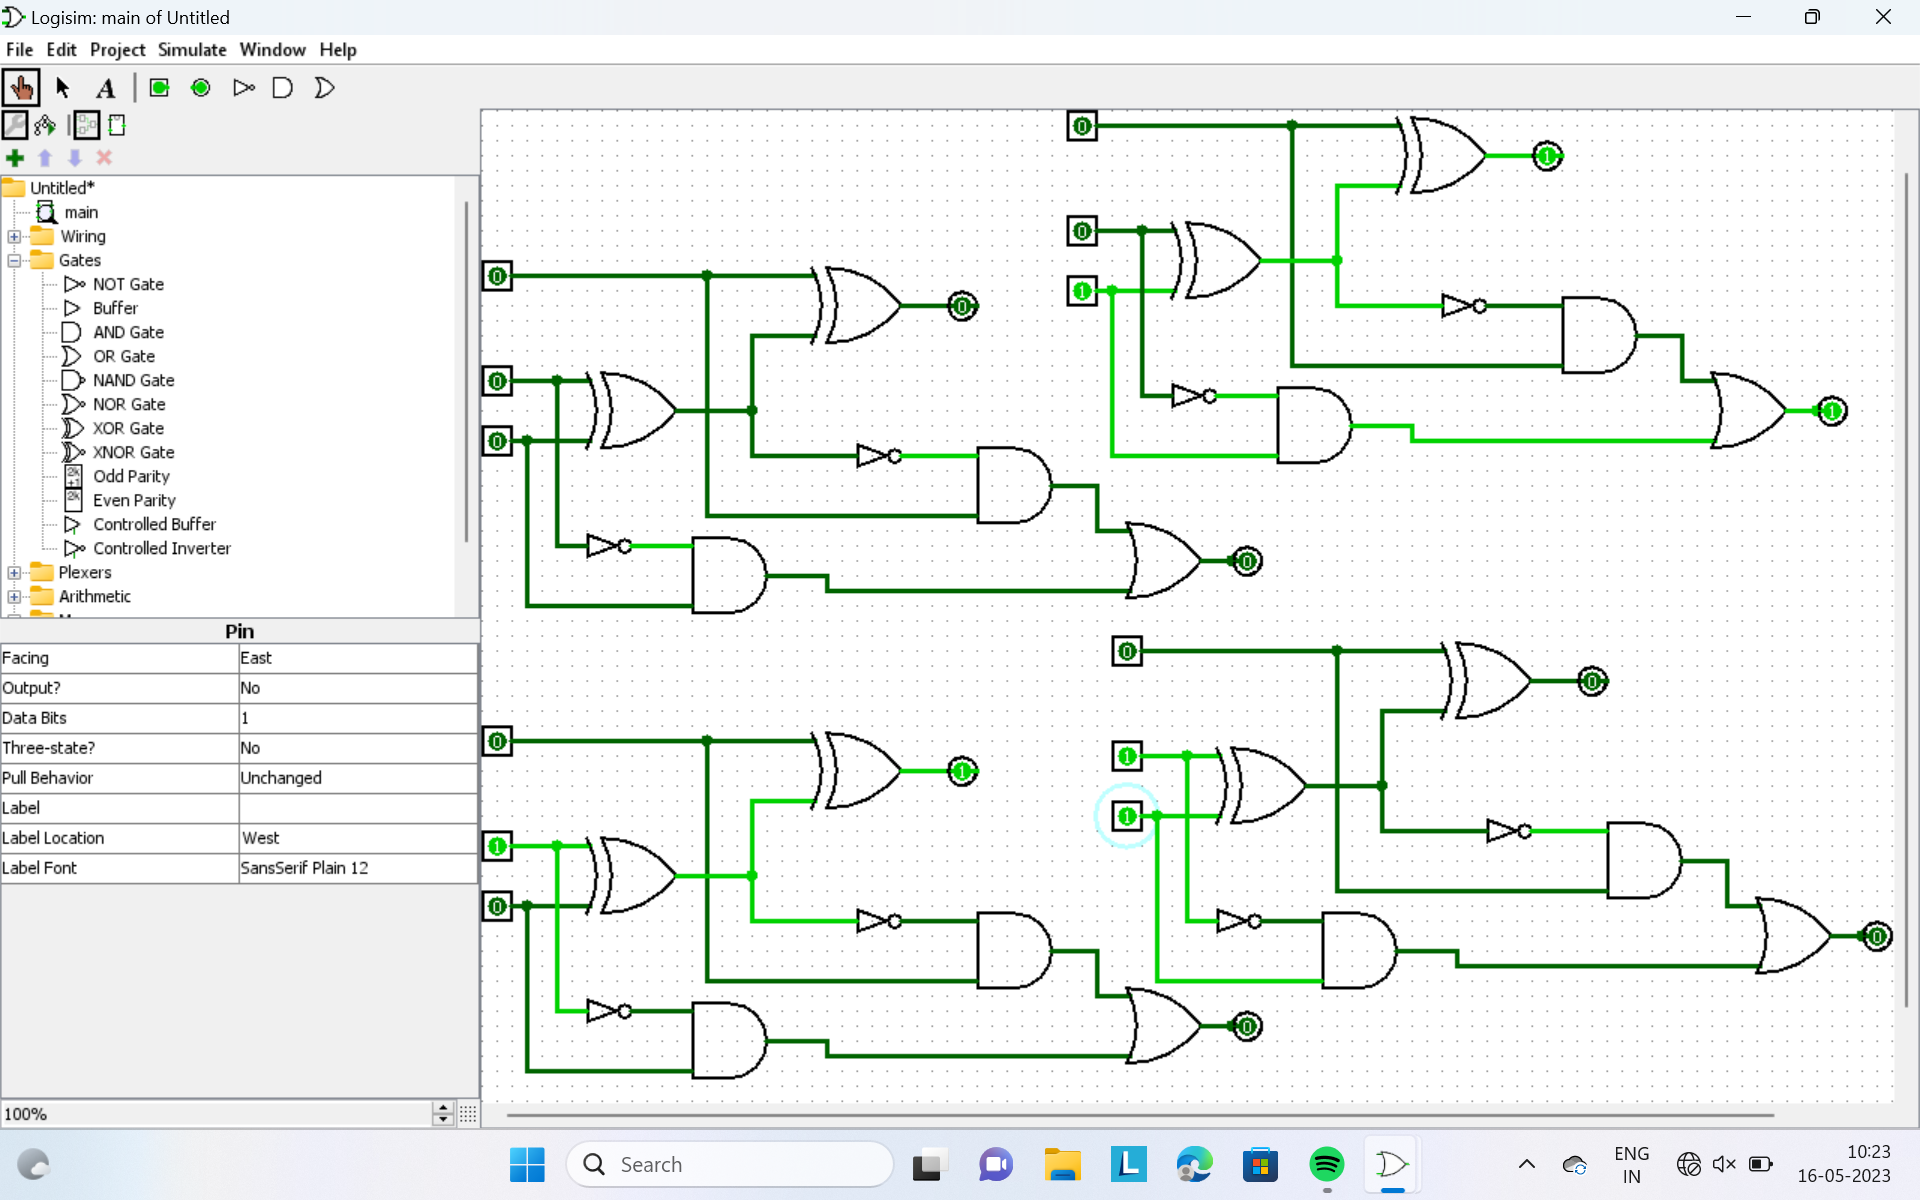 Logisim: main of Untitled
File Edit Project Simulate Window Help
A
Untitled*
main
Wiring
Gates
NOT Gate
Buffer
AND Gate
OR Gate
NAND Gate
NOR Gate
XOR Gate
XNOR Gate
2k
+1
Odd Parity
2k
Even Parity
Controlled Buffer
Controlled Inverter
Plexers
Arithmetic
Pin
Facing East
Output? No
Data Bits 1
Three-state? No
Pull Behavior Unchanged
Label
Label Location West
Label Font SansSerif Plain 12
100%
0
1
0
1
0
0
0
0
1
0
0
0
0
0
1
1
1
1
0
0
0
0
Search
L
ENG
IN
10:23
16-05-2023